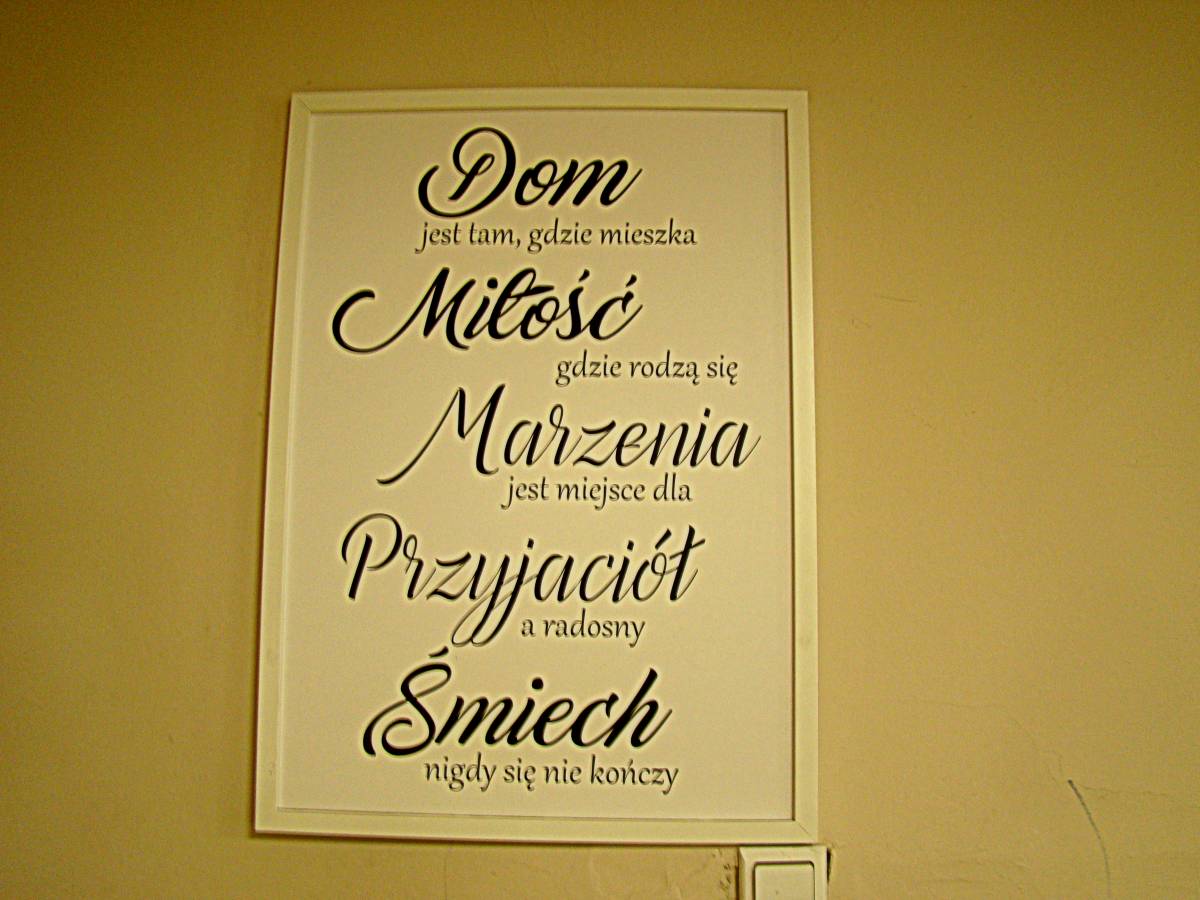 Dom
jest tam, gdzie mieszka
Miłość
gdzie rodzą się
Marzenia
jest miejsce dla
Przyjaciół
a radosny
Śmiech
nigdy się nie kończy